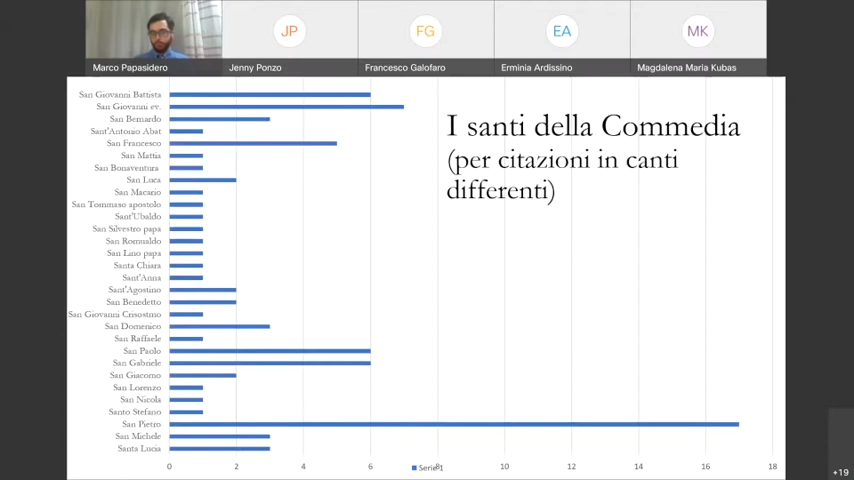 JP
FG
EA
MK
Marco Papasidero
Jenny Ponzo
Francesco Galofaro
Erminia Ardissino
Magdalena Maria Kubas
I santi della Commedia
(per citazioni in canti
differenti)
San Giovanni Battista
San Giovanni ev.
San Bernardo
Sant'Antonio Abat
San Francesco
San Mattia
San Bonaventura
San Luca
San Macario
San Tommaso apostolo
Sant'Ubaldo
San Silvestro papa
San Romualdo
San Lino papa
Santa Chiara
Sant'Anna
Sant'Agostino
San Benedetto
San Giovanni Crisostmo
San Domenico
San Raffaele
San Paolo
San Gabriele
San Giacomo
San Lorenzo
San Nicola
Santo Stefano
San Pietro
San Michele
Santa Lucia
0 2 4 6 8 10 12 14 16 18
Serie 1
+19